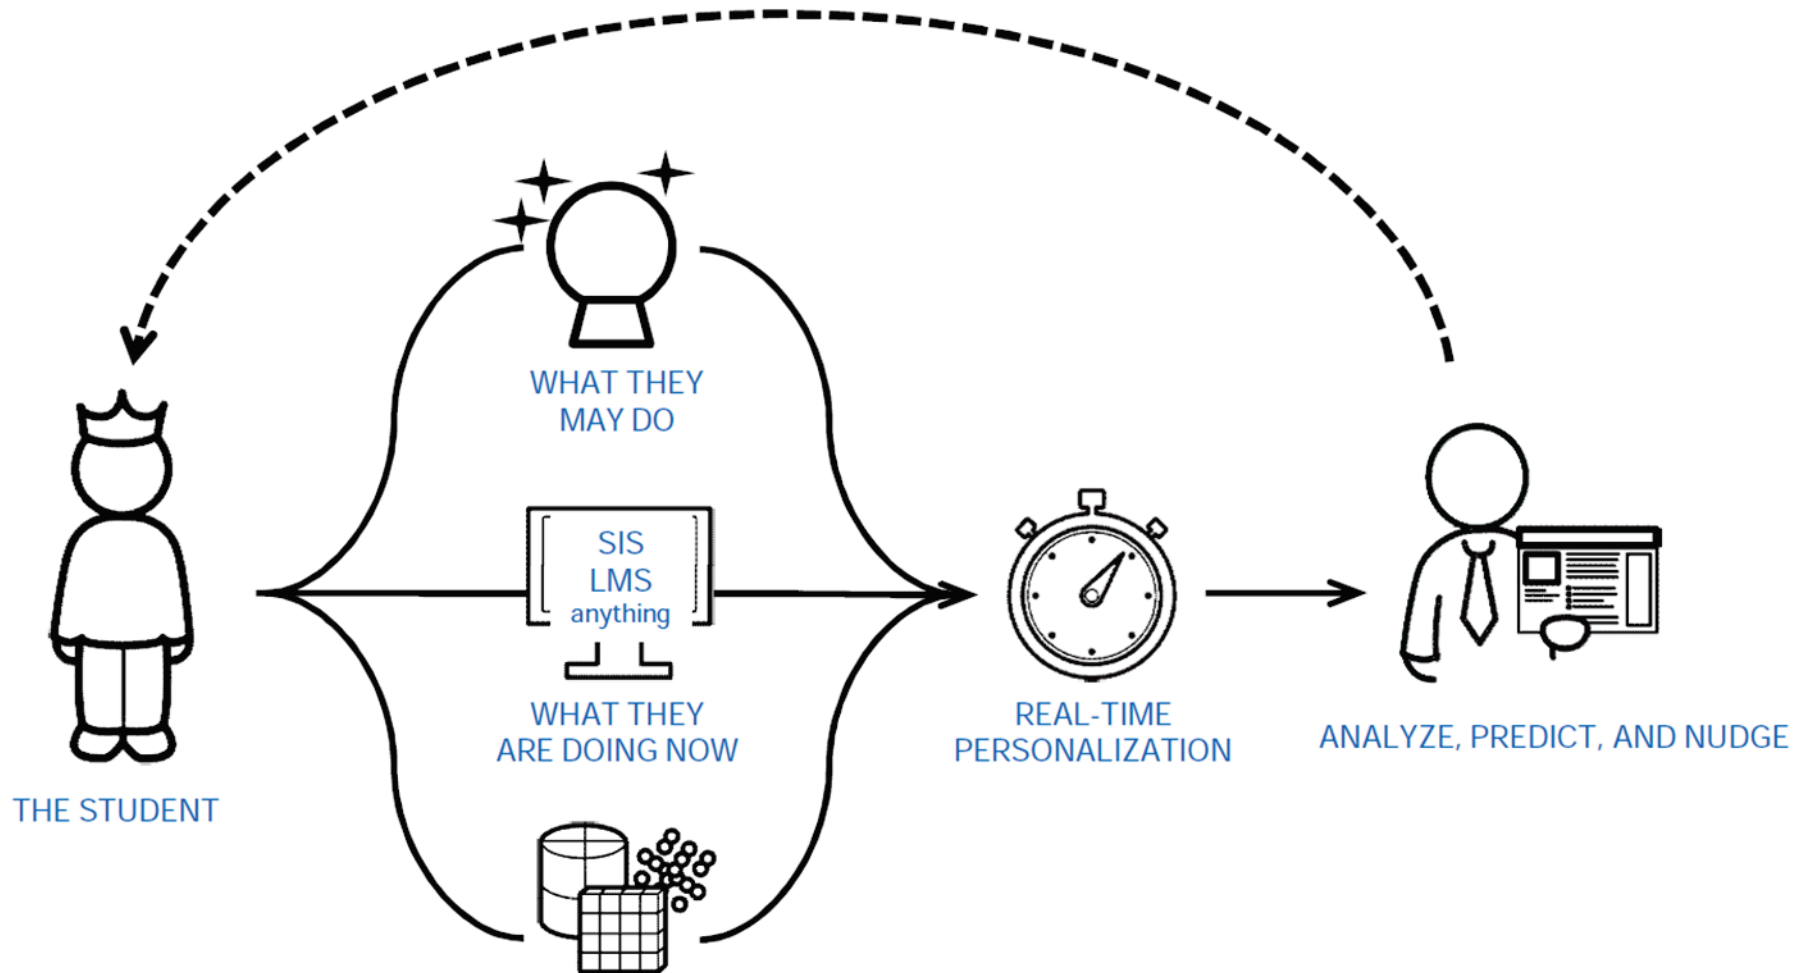 WHAT THEY
MAY DO
SIS
LMS
anything
WHAT THEY
ARE DOING NOW
REAL-TIME
PERSONALIZATION
ANALYZE, PREDICT, AND NUDGE
THE STUDENT